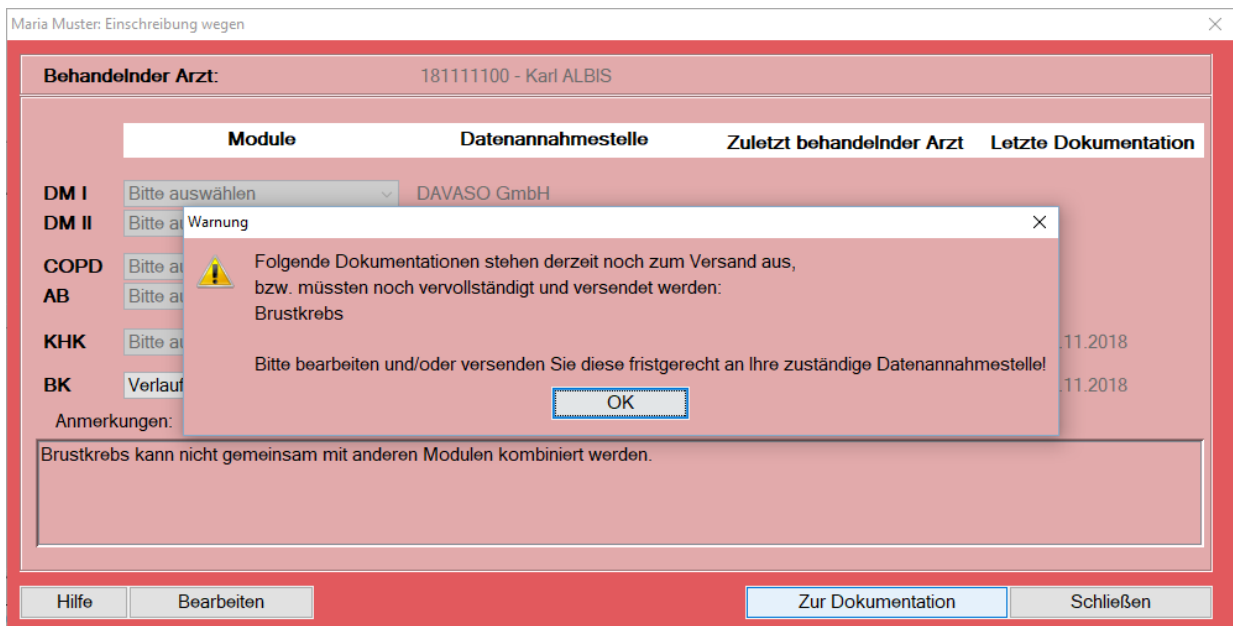 Maria Muster: Einschreibung wegen
Behandelnder Arzt: 181111100 - Karl ALBIS
Module Datenannahmestelle Zuletzt behandelnder Arzt Letzte Dokumentation
DM I Bitte auswählen DAVASO GmbH
DM II Bitte
Warnung
COPD Bitte
AB Bitte
Folgende Dokumentationen stehen derzeit noch zum Versand aus,
bzw. müssten noch vervollständigt und versendet werden:
Brustkrebs
KHK Bitte .11.2018
Bitte bearbeiten und/oder versenden Sie diese fristgerecht an Ihre zuständige Datenannahmestelle!
BK Verlauf .11.2018
OK
Anmerkungen:
Brustkrebs kann nicht gemeinsam mit anderen Modulen kombiniert werden.
Hilfe Bearbeiten Zur Dokumentation Schließen